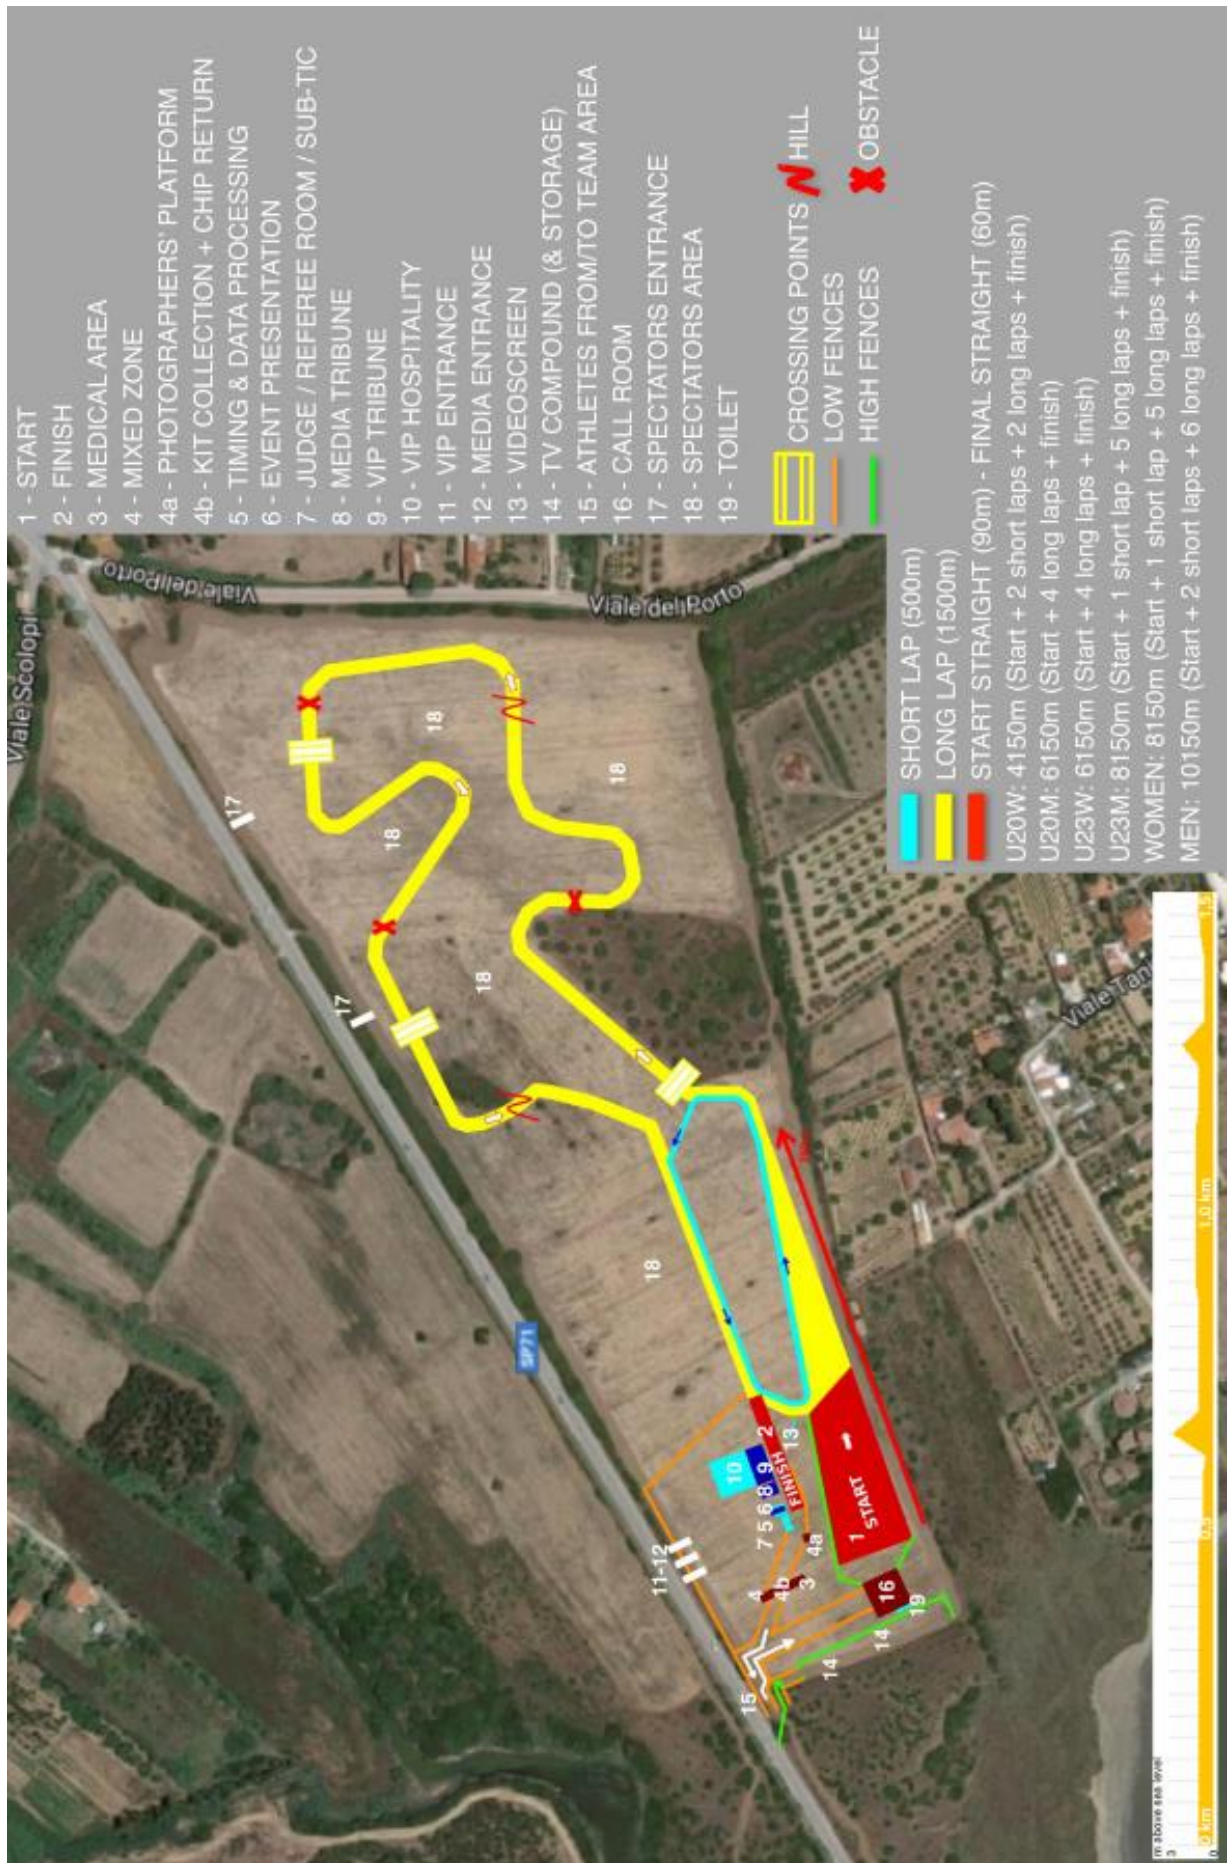 1 - START
2 - FINISH
3 - MEDICAL AREA
4 - MIXED ZONE
4a - PHOTOGRAPHERS' PLATFORM
4b - KIT COLLECTION + CHIP RETURN
5 - TIMING & DATA PROCESSING
6 - EVENT PRESENTATION
7 - JUDGE / REFEREE ROOM / SUB-TIC
8 - MEDIA TRIBUNE
9 - VIP TRIBUNE
10 - VIP HOSPITALITY
11 - VIP ENTRANCE
12 - MEDIA ENTRANCE
13 - VIDEOSCREEN
14 - TV COMPOUND (& STORAGE)
15 - ATHLETES FROM/TO TEAM AREA
16 - CALL ROOM
17 - SPECTATORS ENTRANCE
18 - SPECTATORS AREA
19 - TOILET
CROSSING POINTS
HILL
LOW FENCES
HIGH FENCES
OBSTACLE
SHORT LAP (500m)
LONG LAP (1500m)
START STRAIGHT (90m) - FINAL STRAIGHT (60m)
U20W: 4150m (Start + 2 short laps + 2 long laps + finish)
U20M: 6150m (Start + 4 long laps + finish)
U23W: 6150m (Start + 4 long laps + finish)
U23M: 8150m (Start + 1 short lap + 5 long laps + finish)
WOMEN: 8150m (Start + 1 short lap + 5 long laps + finish)
MEN: 10150m (Start + 2 short laps + 6 long laps + finish)
Viale Scolopi
Viale del Porto
Viale del Porto
17
18
18
18
17
18
18
SP71
11-12
10
9
8
6
5
7
2
FINISH
13
4a
4
4b
3
1
START
16
19
14
14
15
Viale Tan
m above sea level
3
0
0 km
0,5
1,0 km
1,5